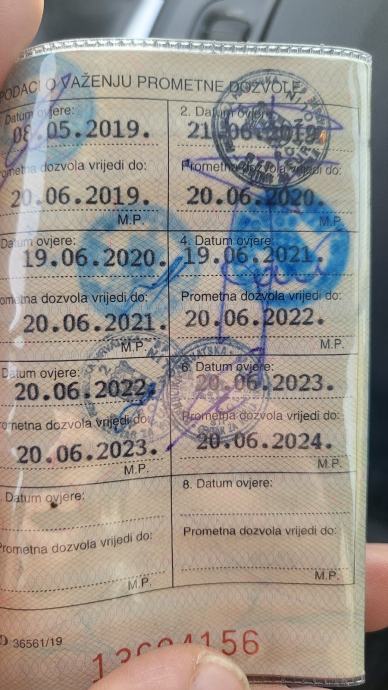 PODACI O VAŽENJU PROMETNE DOZVOLE
Datum ovjere:
08.05.2019.
Prometna dozvola vrijedi do:
20.06.2019.
M.P.
2. Datum ovjere:
21.06.2019.
Prometna dozvola vrijedi do:
20.06.2020.
M.P.
Datum ovjere:
19.06.2020.
Prometna dozvola vrijedi do:
20.06.2021.
M.P.
4. Datum ovjere:
19.06.2021.
Prometna dozvola vrijedi do:
20.06.2022.
M.P.
Datum ovjere:
20.06.2022.
Prometna dozvola vrijedi do:
20.06.2023.
M.P.
6. Datum ovjere:
20.06.2023.
Prometna dozvola vrijedi do:
20.06.2024.
M.P.
Datum ovjere:
Prometna dozvola vrijedi do:
M.P.
8. Datum ovjere:
Prometna dozvola vrijedi do:
M.P.
36561/19